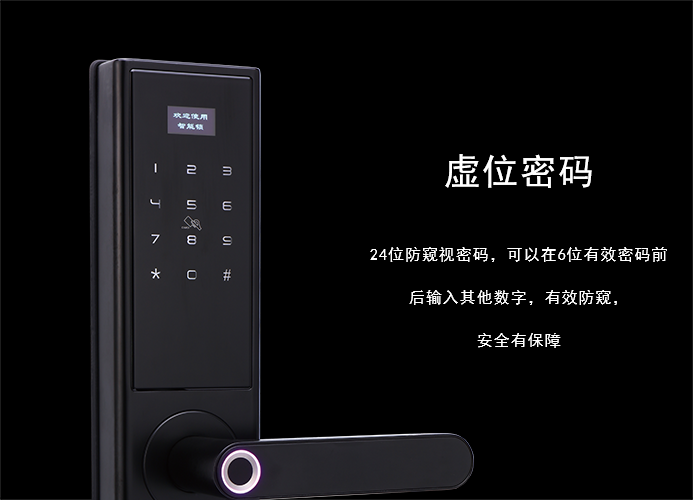 欢迎使用
智能锁
1 2 3
4 5 6
7 8 9
* 0 #
虚位密码
24位防窥视密码，可以在6位有效密码前
后输入其他数字，有效防窥，
安全有保障